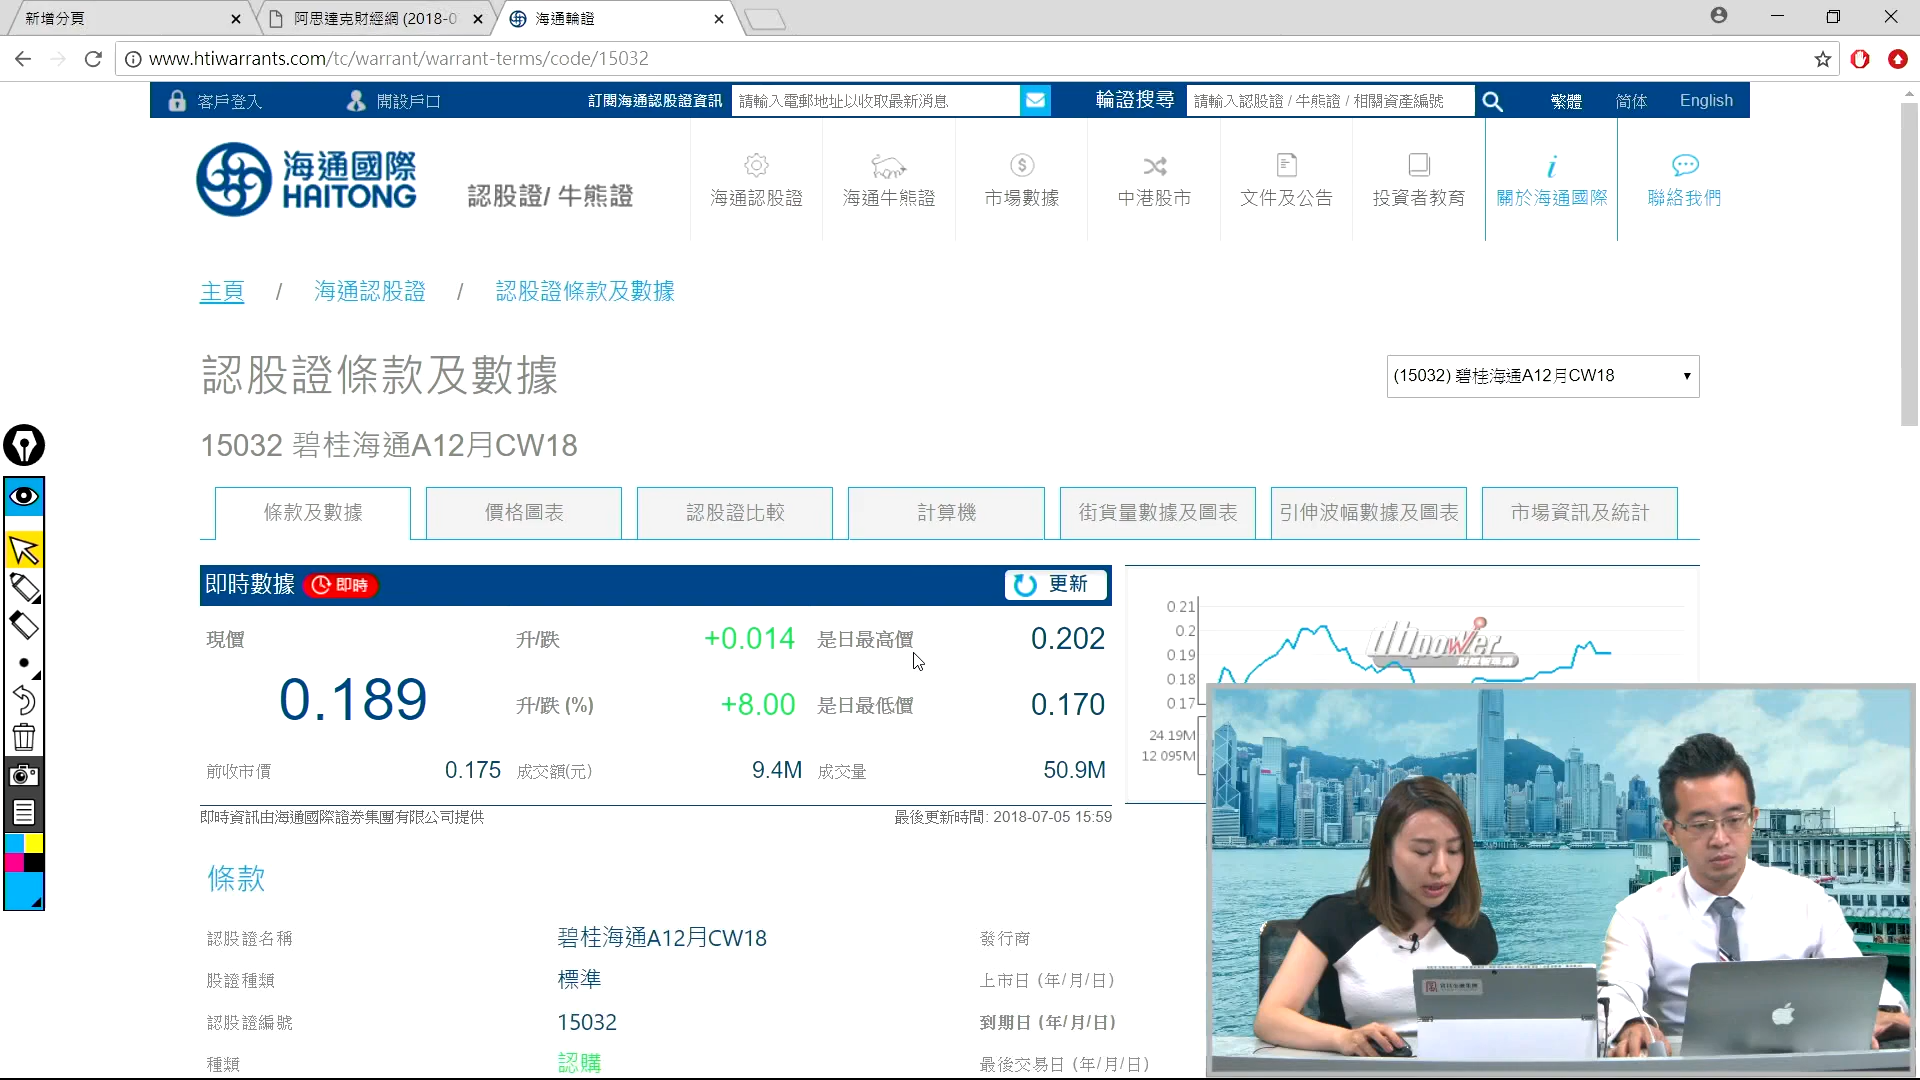 新增分頁
阿思達克財經網 (2018-0
海通輪證
www.htiwarrants.com/tc/warrant/warrant-terms/code/15032
客戶登入
開設戶口
訂閱海通認股證資訊
請輸入電郵地址以收取最新消息
輪證搜尋
請輸入認股證 / 牛熊證 / 相關資產編號
繁體
简体
English
海通國際
HAITONG
認股證/ 牛熊證
海通認股證
海通牛熊證
市場數據
中港股市
文件及公告
投資者教育
關於海通國際
聯絡我們
主頁 / 海通認股證 / 認股證條款及數據
認股證條款及數據
(15032) 碧桂海通A12月CW18
15032 碧桂海通A12月CW18
條款及數據
價格圖表
認股證比較
計算機
街貨量數據及圖表
引伸波幅數據及圖表
市場資訊及統計
即時數據 即時
更新
現價
升/跌 +0.014
是日最高價 0.202
0.189
升/跌 (%) +8.00
是日最低價 0.170
前收市價 0.175
成交額(元) 9.4M
成交量 50.9M
即時資訊由海通國際證券集團有限公司提供
最後更新時間: 2018-07-05 15:59
0.21
0.2
0.19
0.18
0.17
24.19M
12.095M
dbpower
條款
認股證名稱 碧桂海通A12月CW18
發行商
股證種類 標準
上市日 (年/月/日)
認股證編號 15032
到期日 (年/月/日)
種類 認購
最後交易日 (年/月/日)